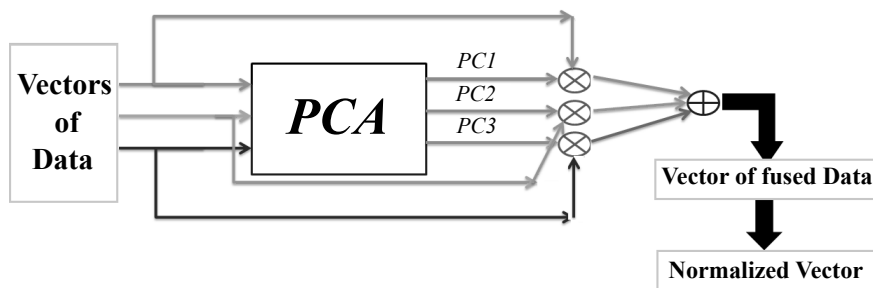 Vectors
of
Data
PCA
PC1
PC2
PC3
Vector of fused Data
Normalized Vector